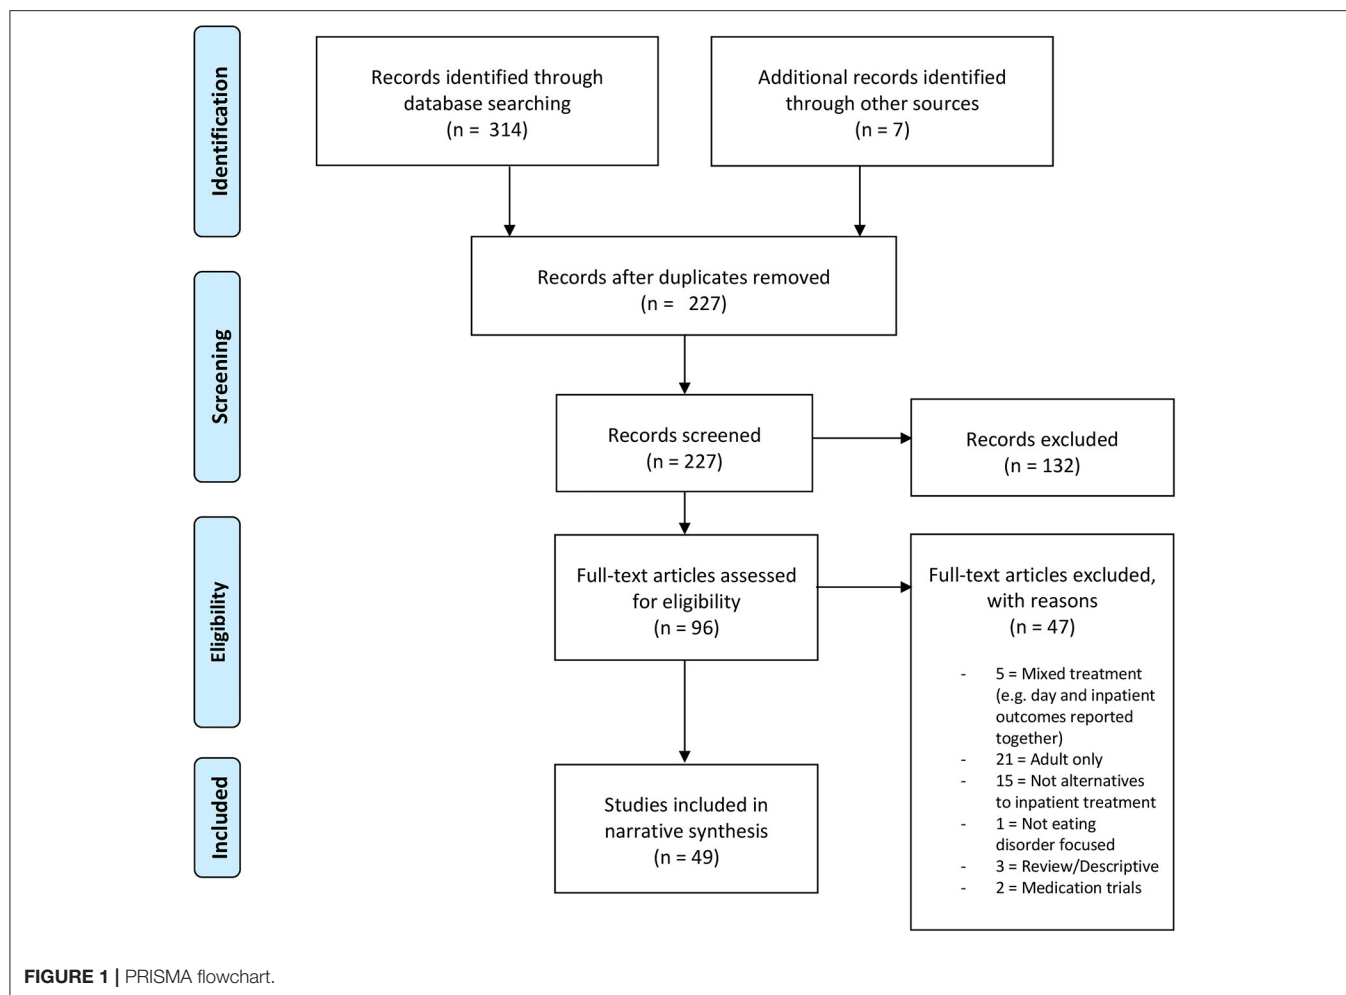 Identification
Records identified through
database searching
(n = 314)
Additional records identified
through other sources
(n = 7)
Records after duplicates removed
(n = 227)
Screening
Records screened
(n = 227)
Records excluded
(n = 132)
Eligibility
Full-text articles assessed
for eligibility
(n = 96)
Full-text articles excluded,
with reasons
(n = 47)
- 5 = Mixed treatment
(e.g. day and inpatient
outcomes reported
together)
- 21 = Adult only
- 15 = Not alternatives
to inpatient treatment
- 1 = Not eating
disorder focused
- 3 = Review/Descriptive
- 2 = Medication trials
Included
Studies included in
narrative synthesis
(n = 49)
FIGURE 1 | PRISMA flowchart.